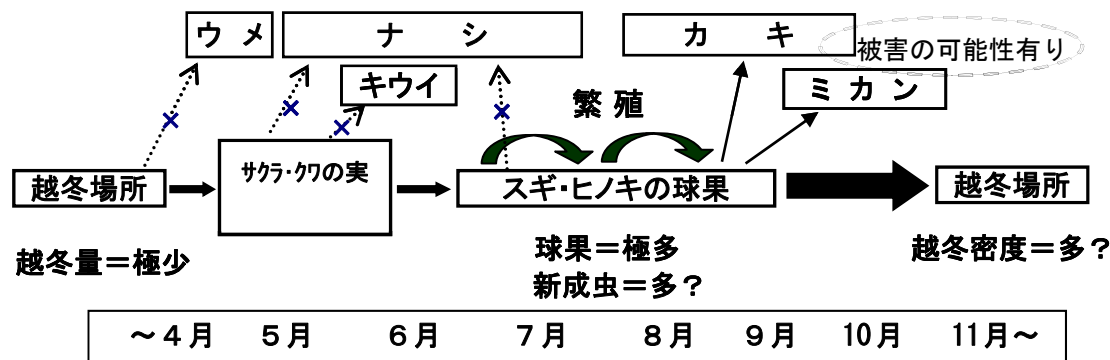 ウ メ
ナ シ
カ キ
被害の可能性有り
キウイ
ミ カ ン
繁 殖
サクラ・クワの実
越冬場所
スギ・ヒノキの球果
越冬場所
越冬量＝極少
球果＝極多
新成虫＝多？
越冬密度＝多？
～４月 ５月 ６月 ７月 ８月 ９月 10月 11月～